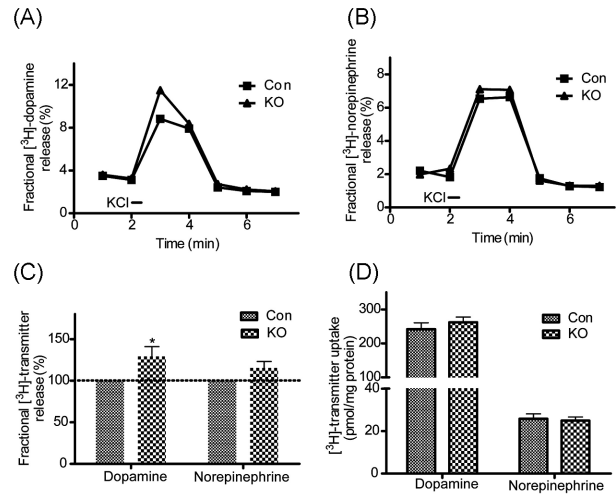 (A)
Fractional [³H]-dopamine
release (%)
12
8
4
0
Con
KO
KCl
0
2
4
6
8
Time (min)
(B)
Fractional [³H]-norepinephrine
release (%)
8
6
4
2
0
Con
KO
KCl
0
2
4
6
8
Time (min)
(C)
Fractional [³H]-transmitter
release (%)
150
100
50
0
Con
KO
*
Dopamine
Norepinephrine
(D)
[³H]-transmitter uptake
(pmol/mg protein)
300
200
100
40
20
0
Con
KO
Dopamine
Norepinephrine